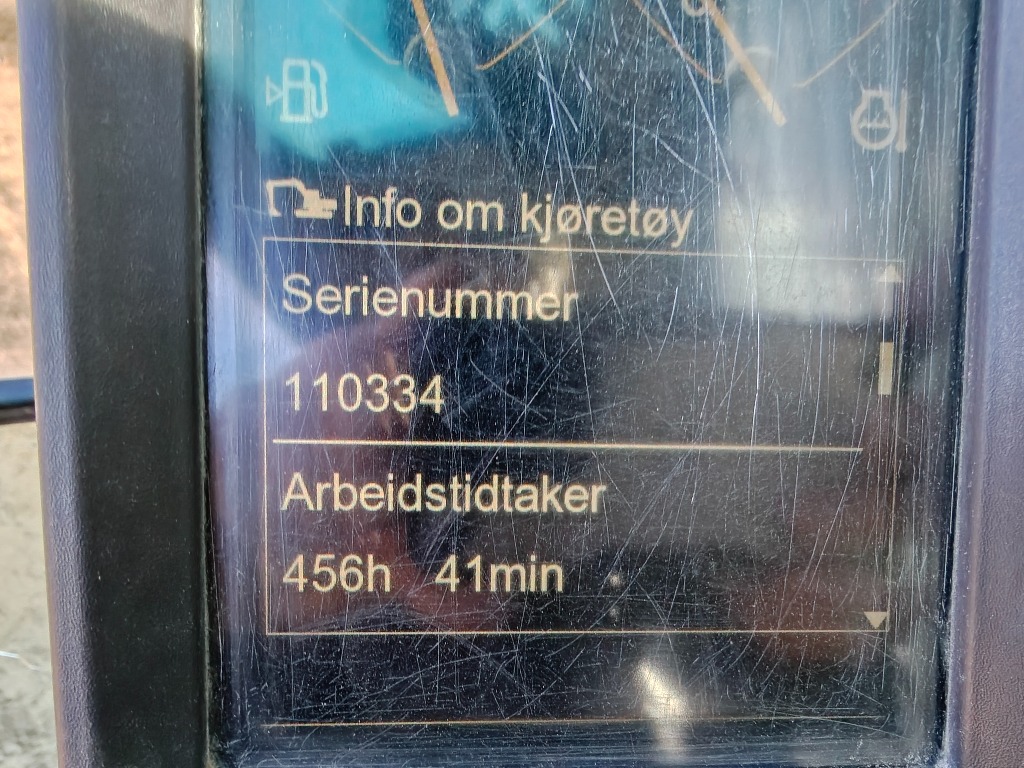 Info om kjøretøy
Serienummer
110334
Arbeidstidtaker
456h 41min